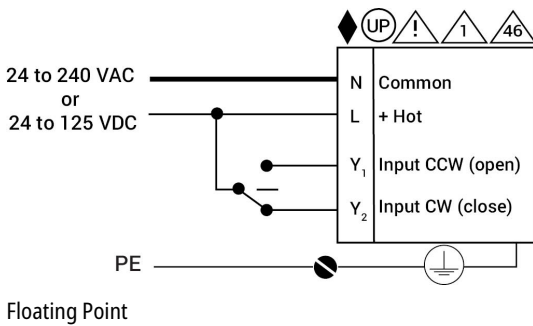 UP ! 1 46
24 to 240 VAC
or
24 to 125 VDC
N Common
L + Hot
Y1 Input CCW (open)
Y2 Input CW (close)
PE
Floating Point